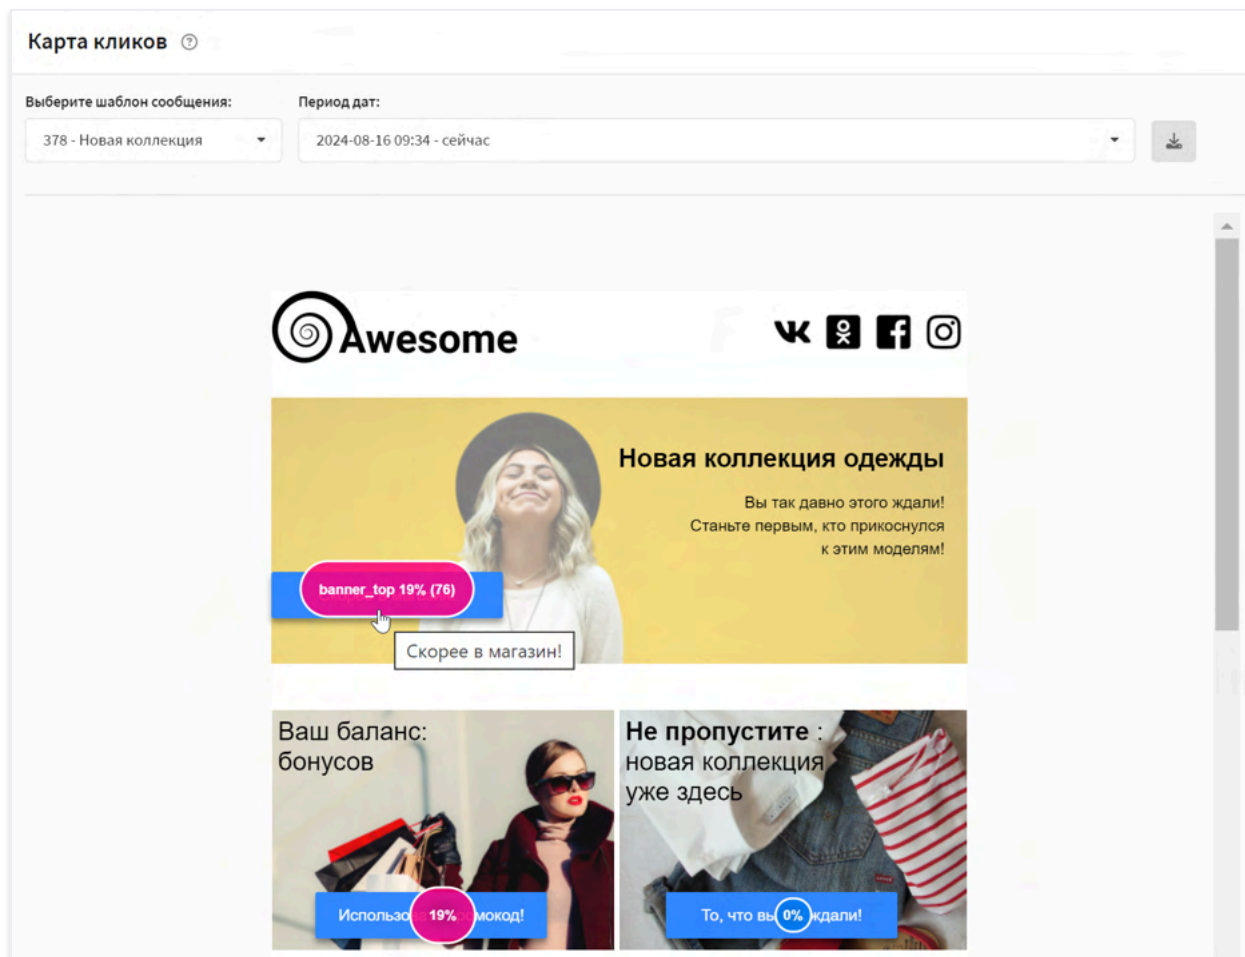 Карта кликов ?
Выберите шаблон сообщения:
Период дат:
378 - Новая коллекция
2024-08-16 09:34 - сейчас
Awesome
Новая коллекция одежды
Вы так давно этого ждали!
Станьте первым, кто прикоснулся
к этим моделям!
banner_top 19% (76)
Скорее в магазин!
Ваш баланс:
бонусов
Не пропустите :
новая коллекция
уже здесь
Использо 19% мокод!
То, что вы 0% ждали!